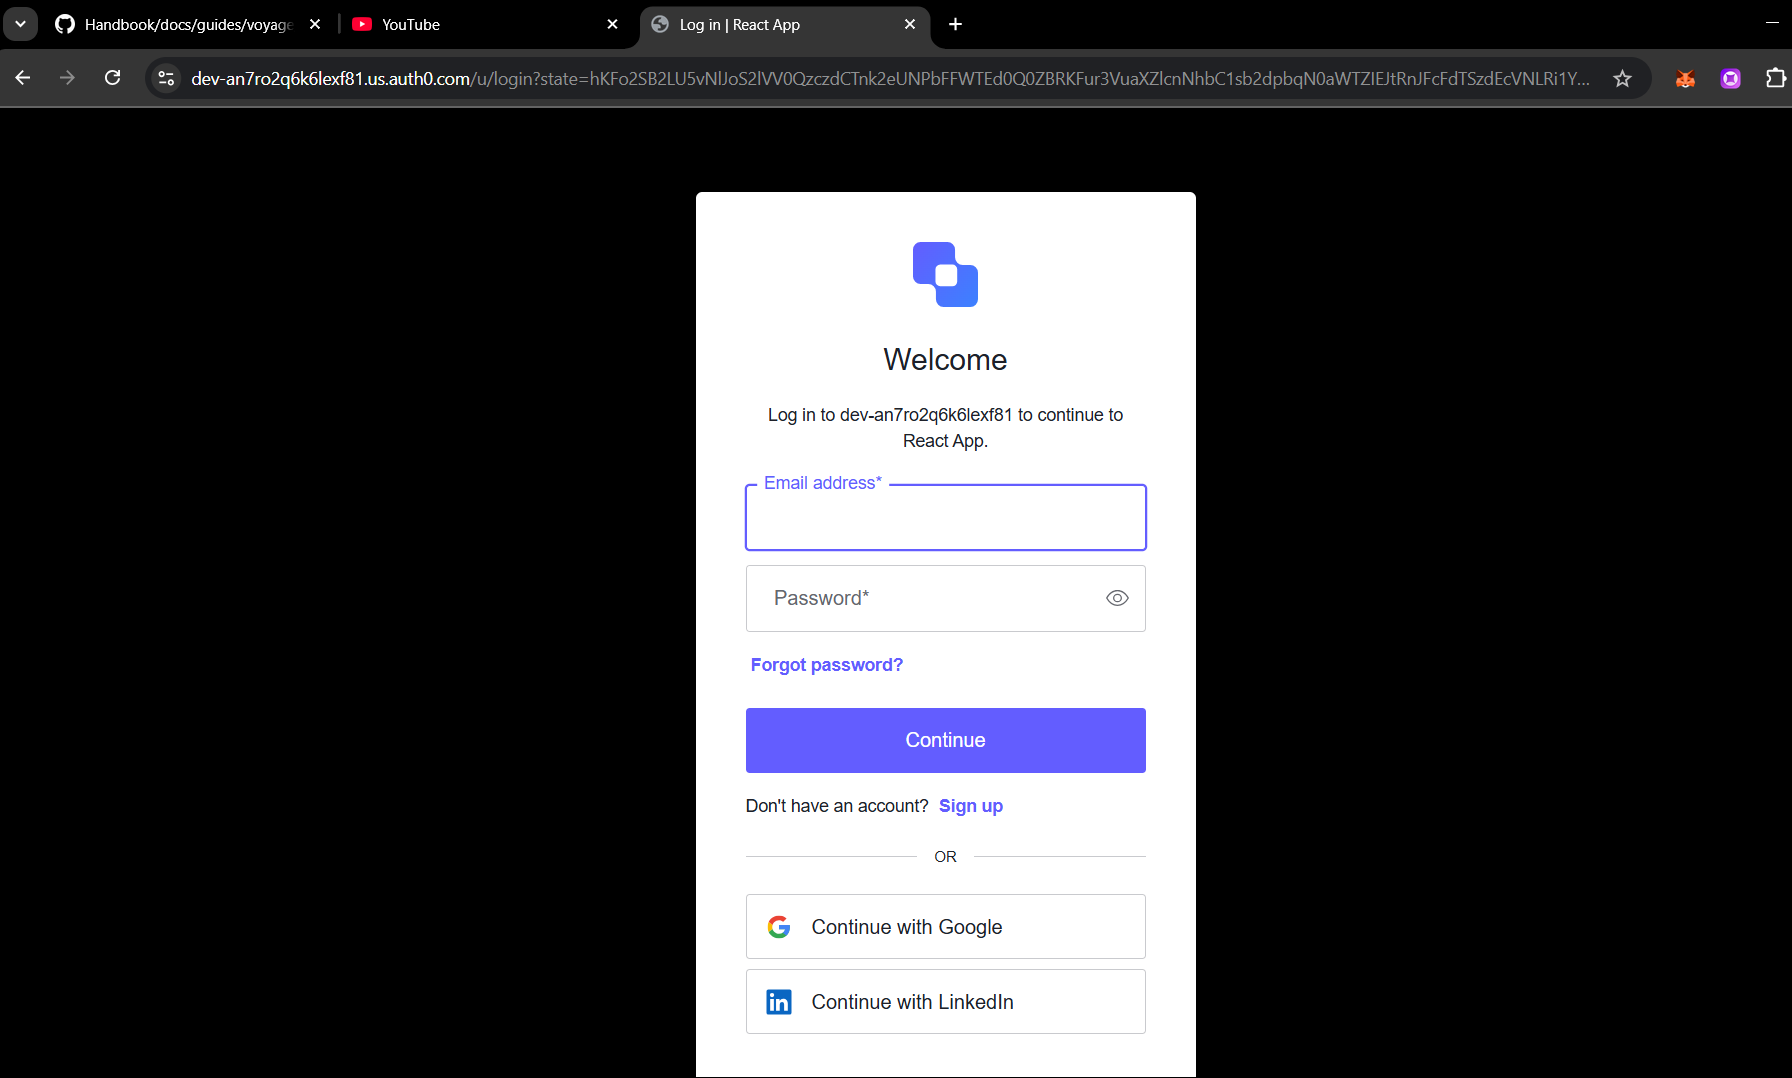 Handbook/docs/guides/voyage
YouTube
Log in | React App
dev-an7ro2q6k6lexf81.us.auth0.com/u/login?state=hKFo2SB2LU5vNlJoS2lVV0QzczdCTnk2eUNPbFFWTEd0Q0ZBRKFur3VuaXZlcnNhbC1sb2dpbqN0aWTZIEJtRnJFcFdTSzdEcVNLRi1Y...
Welcome
Log in to dev-an7ro2q6k6lexf81 to continue to
React App.
Email address*
Password*
Forgot password?
Continue
Don't have an account? Sign up
OR
Continue with Google
Continue with LinkedIn